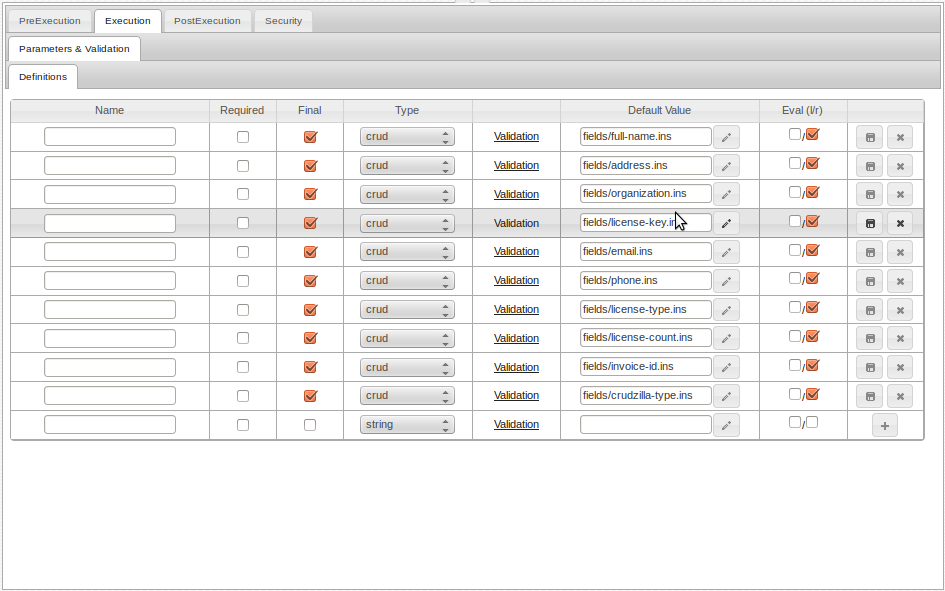 PreExecution Execution PostExecution Security
Parameters & Validation
Definitions
Name Required Final Type Default Value Eval (l/r)
crud Validation fields/full-name.ins /
crud Validation fields/address.ins /
crud Validation fields/organization.ins /
crud Validation fields/license-key.in /
crud Validation fields/email.ins /
crud Validation fields/phone.ins /
crud Validation fields/license-type.ins /
crud Validation fields/license-count.ins /
crud Validation fields/invoice-id.ins /
crud Validation fields/crudzilla-type.ins /
string Validation /